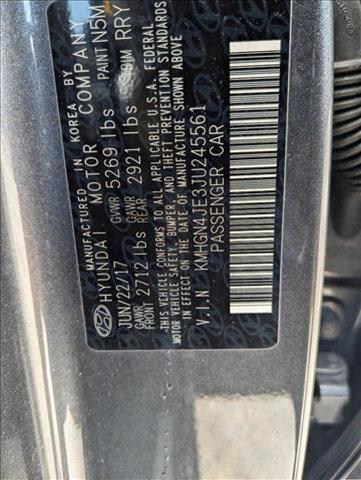 MANUFACTURED IN KOREA BY
HYUNDAI MOTOR COMPANY
JUN/22/17 GVWR 5269 lbs PAINT N5M
GAWR FRONT 2712 lbs GAWR REAR 2921 lbs TRIM RRY
THIS VEHICLE CONFORMS TO ALL APPLICABLE U.S.A. FEDERAL
MOTOR VEHICLE SAFETY, BUMPER, AND THEFT PREVENTION
STANDARDS IN EFFECT ON THE DATE OF MANUFACTURE SHOWN ABOVE
V.I.N KMHGN4JE3JU245561
PASSENGER CAR